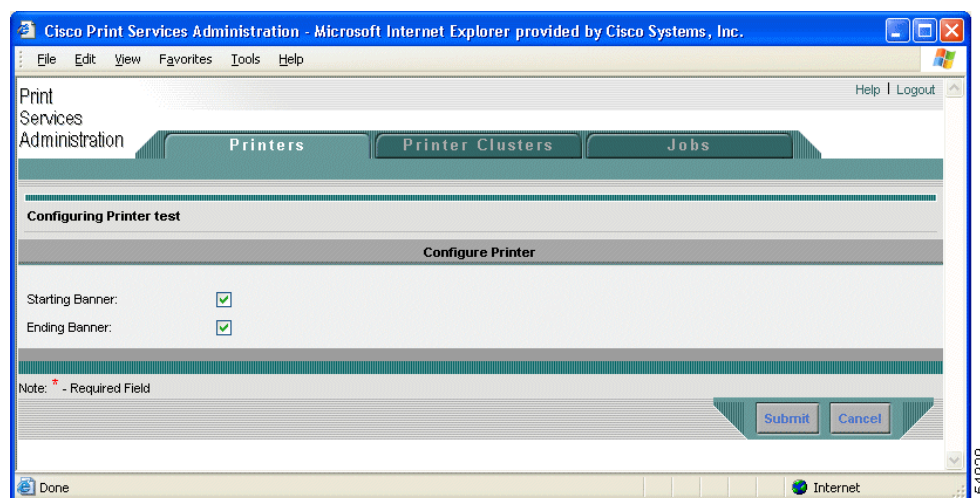 Cisco Print Services Administration - Microsoft Internet Explorer provided by Cisco Systems, Inc.
File Edit View Favorites Tools Help
Help | Logout
Print
Services
Administration
Printers Printer Clusters Jobs
Configuring Printer test
Configure Printer
Starting Banner:
Ending Banner:
Note: * - Required Field
Submit Cancel
Done Internet